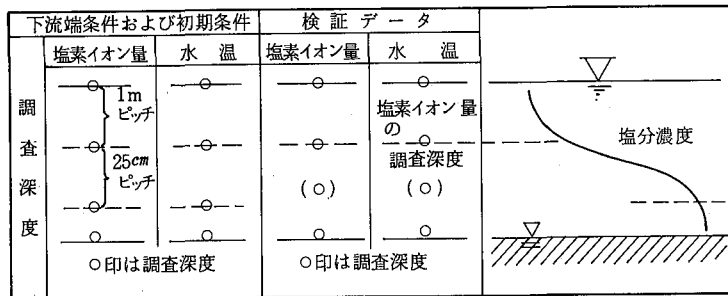 下流端条件および初期条件 検証データ
塩素イオン量 水温 塩素イオン量 水温
調査深度
1m
ピッチ
25cm
ピッチ
塩素イオン量
の
調査深度
(○) (○)
塩分濃度
○印は調査深度 ○印は調査深度